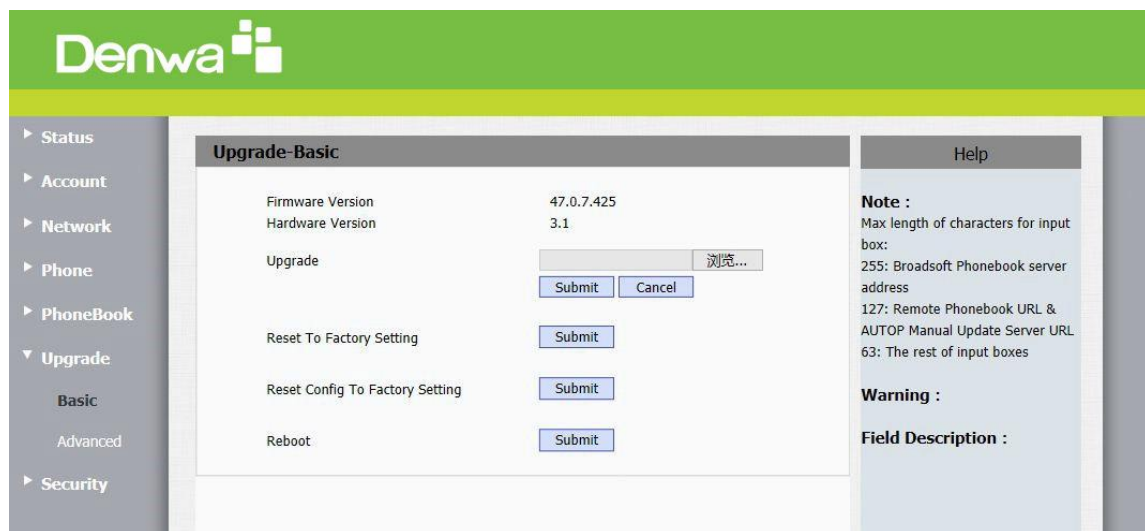 Denwa
Status
Account
Network
Phone
PhoneBook
Upgrade
Basic
Advanced
Security
Upgrade-Basic
Firmware Version 47.0.7.425
Hardware Version 3.1
Upgrade 浏览...
Submit Cancel
Reset To Factory Setting Submit
Reset Config To Factory Setting Submit
Reboot Submit
Help
Note :
Max length of characters for input
box:
255: Broadsoft Phonebook server
address
127: Remote Phonebook URL &
AUTOP Manual Update Server URL
63: The rest of input boxes
Warning :
Field Description :